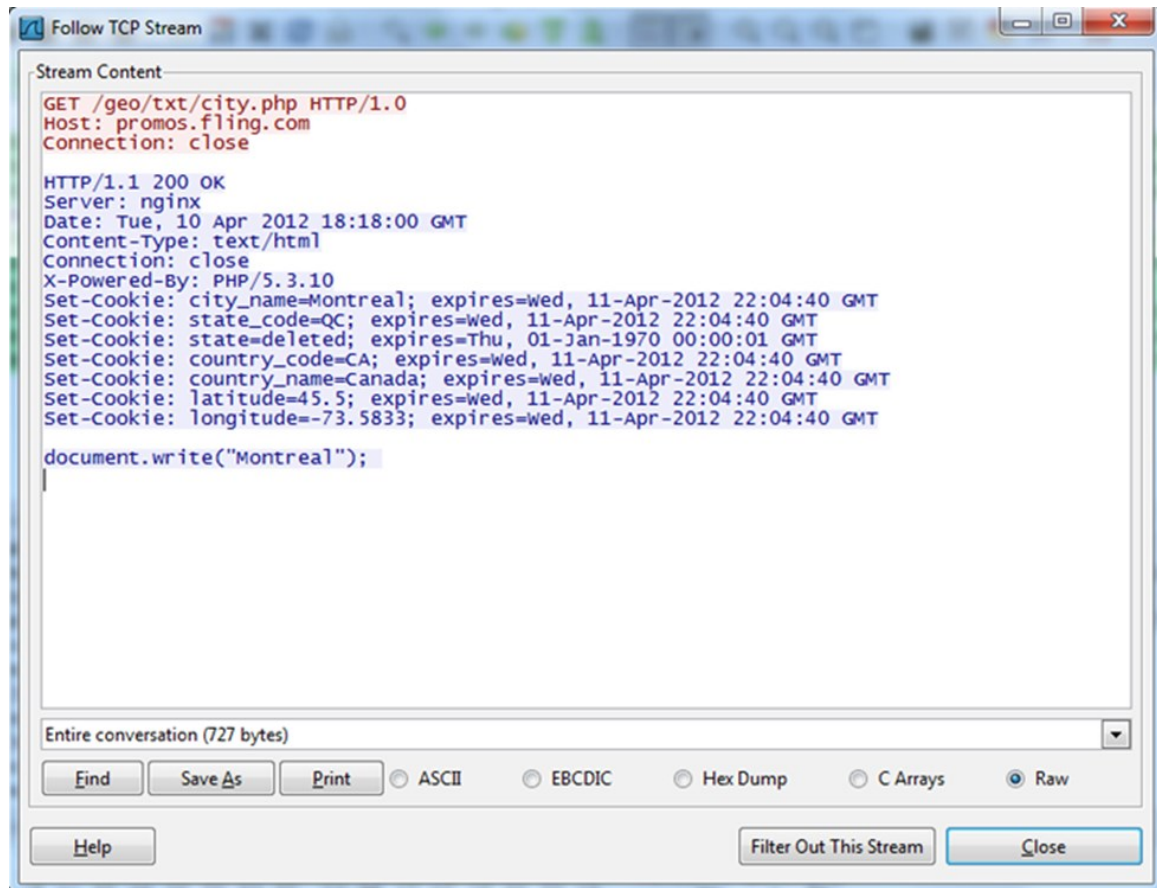 Follow TCP Stream
Stream Content
GET /geo/txt/city.php HTTP/1.0
Host: promos.fling.com
Connection: close
HTTP/1.1 200 OK
Server: nginx
Date: Tue, 10 Apr 2012 18:18:00 GMT
Content-Type: text/html
Connection: close
X-Powered-By: PHP/5.3.10
Set-Cookie: city_name=Montreal; expires=Wed, 11-Apr-2012 22:04:40 GMT
Set-Cookie: state_code=QC; expires=Wed, 11-Apr-2012 22:04:40 GMT
Set-Cookie: state=deleted; expires=Thu, 01-Jan-1970 00:00:01 GMT
Set-Cookie: country_code=CA; expires=Wed, 11-Apr-2012 22:04:40 GMT
Set-Cookie: country_name=Canada; expires=Wed, 11-Apr-2012 22:04:40 GMT
Set-Cookie: latitude=45.5; expires=Wed, 11-Apr-2012 22:04:40 GMT
Set-Cookie: longitude=-73.5833; expires=Wed, 11-Apr-2012 22:04:40 GMT
document.write("Montreal");
Entire conversation (727 bytes)
Find Save As Print ASCII EBCDIC Hex Dump C Arrays Raw
Help Filter Out This Stream Close